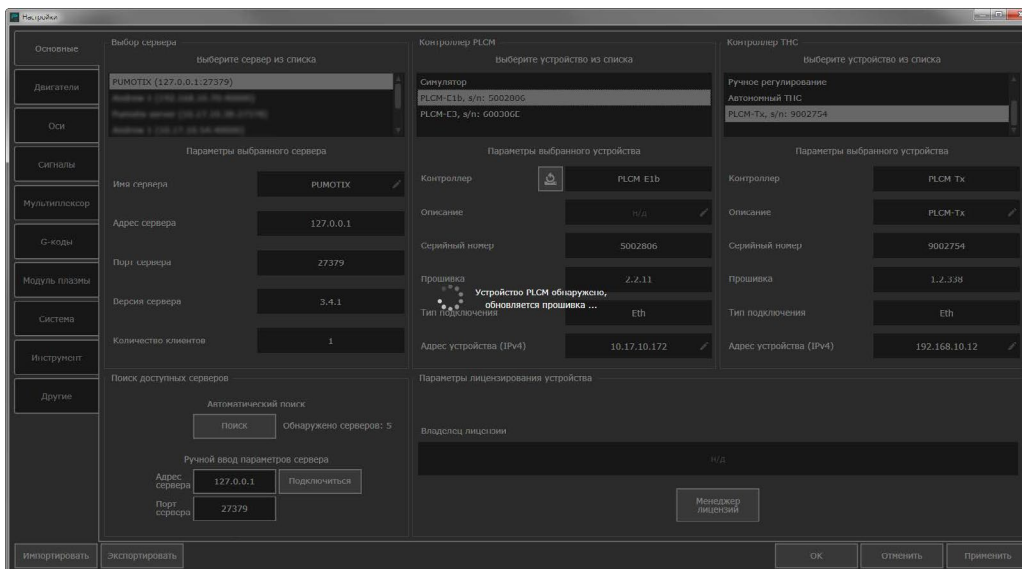 Настройки
Основные
Двигатели
Оси
Сигналы
Мультиплексор
G-коды
Модуль плазмы
Система
Инструмент
Другие
Выбор сервера
Выберите сервер из списка
PUMOTIX (127.0.0.1:27379)
Параметры выбранного сервера
Имя сервера
PUMOTIX
Адрес сервера
127.0.0.1
Порт сервера
27379
Версия сервера
3.4.1
Количество клиентов
1
Поиск доступных серверов
Автоматический поиск
Поиск
Обнаружено серверов: 5
Ручной ввод параметров сервера
Адрес
сервера
127.0.0.1
Подключиться
Порт
сервера
27379
Контроллер PLCM
Выберите устройство из списка
Симулятор
PLCM-E1b, s/n: 5002806
PLCM-E3, s/n: 600306E
Параметры выбранного устройства
Контроллер
PLCM E1b
Описание
н/д
Серийный номер
5002806
Прошивка
2.2.11
Устройство PLCM обнаружено,
обновляется прошивка ...
Тип подключения
Eth
Адрес устройства (IPv4)
10.17.10.172
Контроллер THC
Выберите устройство из списка
Ручное регулирование
Автономный THC
PLCM-Tx, s/n: 9002754
Параметры выбранного устройства
Контроллер
PLCM Tx
Описание
PLCM-Tx
Серийный номер
9002754
Прошивка
1.2.338
Тип подключения
Eth
Адрес устройства (IPv4)
192.168.10.12
Параметры лицензирования устройства
Владелец лицензии
н/д
Менеджер
лицензий
Импортировать
Экспортировать
OK
Отменить
Применить